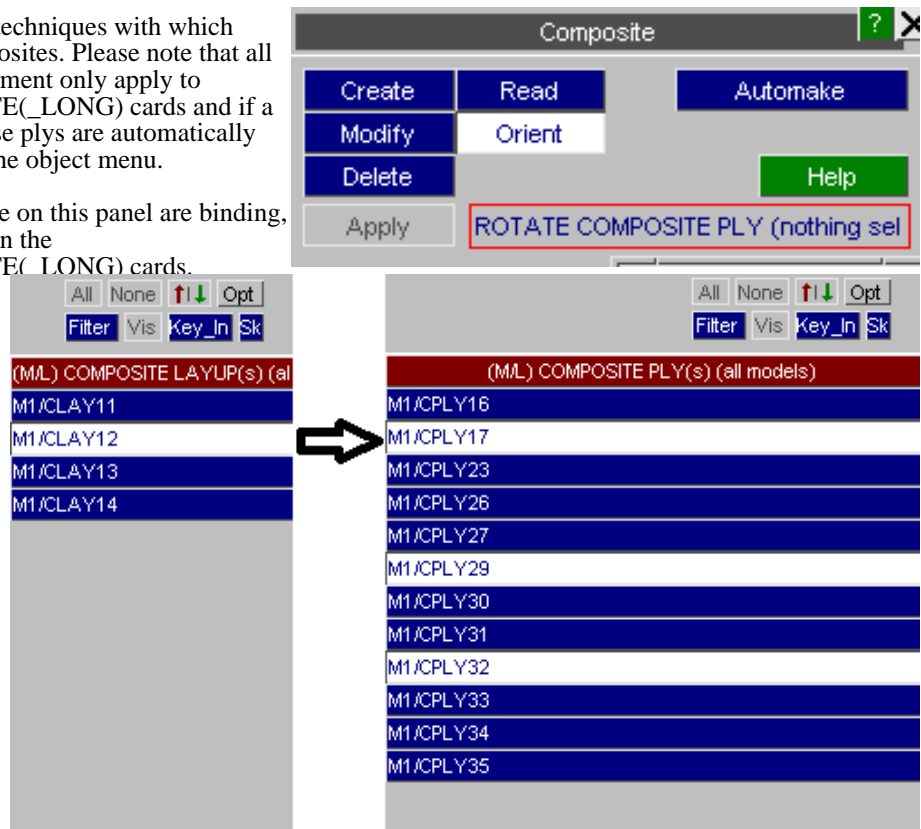 techniques with which
osites. Please note that all
ment only apply to
TE(_LONG) cards and if a
se plys are automatically
he object menu.
e on this panel are binding,
n the
TE(_LONG) cards.
Composite
?
X
Create
Read
Automake
Modify
Orient
Delete
Help
Apply
ROTATE COMPOSITE PLY (nothing sel
All None Opt
Filter Vis Key_In Sk
(M/L) COMPOSITE LAYUP(s) (al
M1/CLAY11
M1/CLAY12
M1/CLAY13
M1/CLAY14
All None Opt
Filter Vis Key_In Sk
(M/L) COMPOSITE PLY(s) (all models)
M1/CPLY16
M1/CPLY17
M1/CPLY23
M1/CPLY26
M1/CPLY27
M1/CPLY29
M1/CPLY30
M1/CPLY31
M1/CPLY32
M1/CPLY33
M1/CPLY34
M1/CPLY35